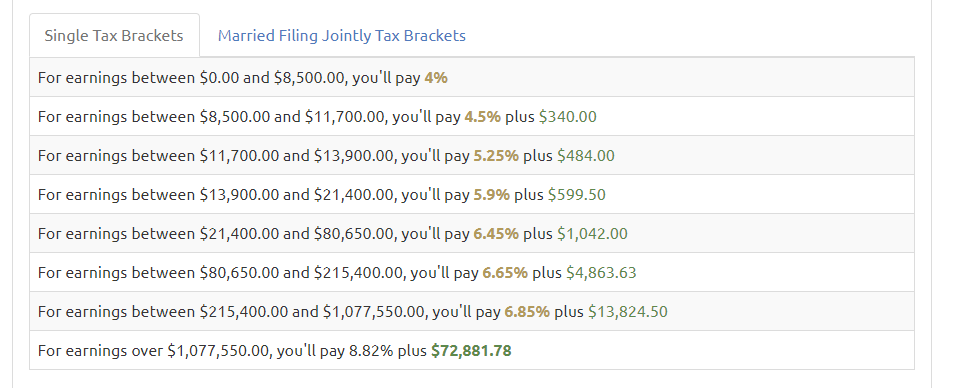 Single Tax Brackets Married Filing Jointly Tax Brackets
For earnings between $0.00 and $8,500.00, you'll pay 4%
For earnings between $8,500.00 and $11,700.00, you'll pay 4.5% plus $340.00
For earnings between $11,700.00 and $13,900.00, you'll pay 5.25% plus $484.00
For earnings between $13,900.00 and $21,400.00, you'll pay 5.9% plus $599.50
For earnings between $21,400.00 and $80,650.00, you'll pay 6.45% plus $1,042.00
For earnings between $80,650.00 and $215,400.00, you'll pay 6.65% plus $4,863.63
For earnings between $215,400.00 and $1,077,550.00, you'll pay 6.85% plus $13,824.50
For earnings over $1,077,550.00, you'll pay 8.82% plus $72,881.78